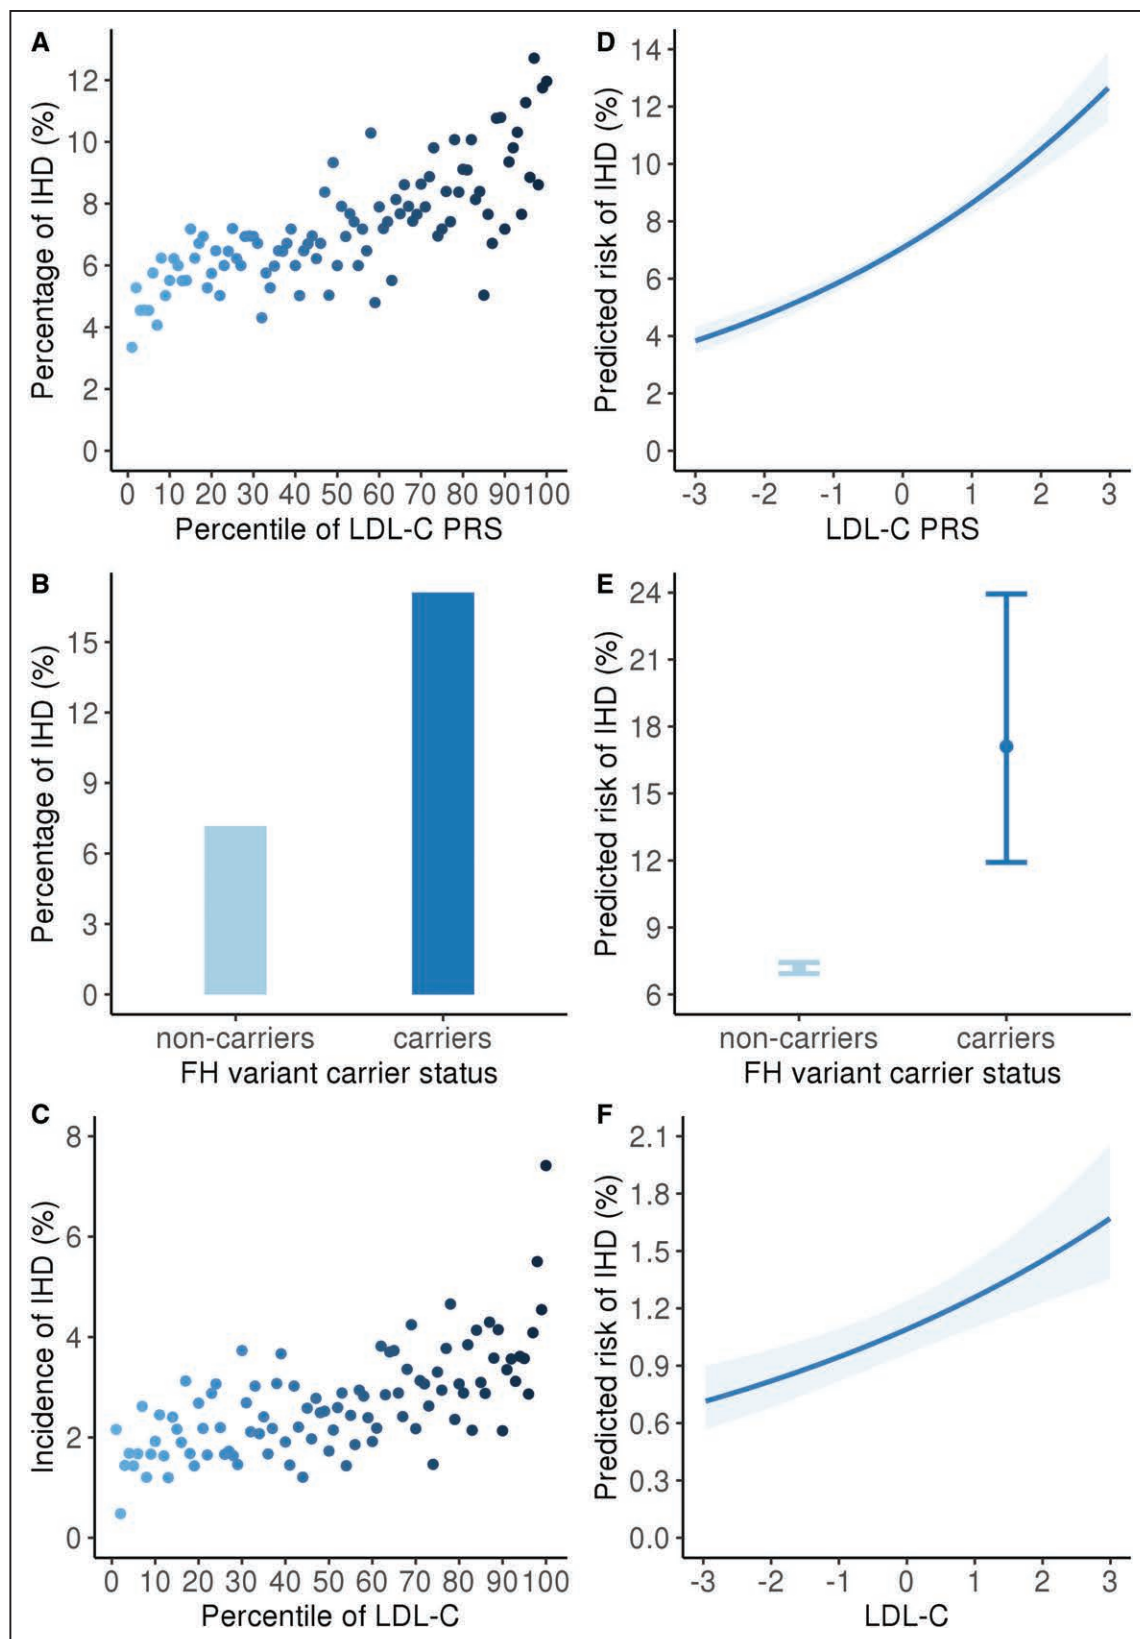 A
Percentage of IHD (%)
12
10
8
6
4
2
0
0 10 20 30 40 50 60 70 80 90 100
Percentile of LDL-C PRS
D
Predicted risk of IHD (%)
14
12
10
8
6
4
2
0
-3 -2 -1 0 1 2 3
LDL-C PRS
B
Percentage of IHD (%)
15
12
9
6
3
0
non-carriers carriers
FH variant carrier status
E
Predicted risk of IHD (%)
24
21
18
15
12
9
6
non-carriers carriers
FH variant carrier status
C
Incidence of IHD (%)
8
6
4
2
0
0 10 20 30 40 50 60 70 80 90 100
Percentile of LDL-C
F
Predicted risk of IHD (%)
2.1
1.8
1.5
1.2
0.9
0.6
0.3
0.0
-3 -2 -1 0 1 2 3
LDL-C